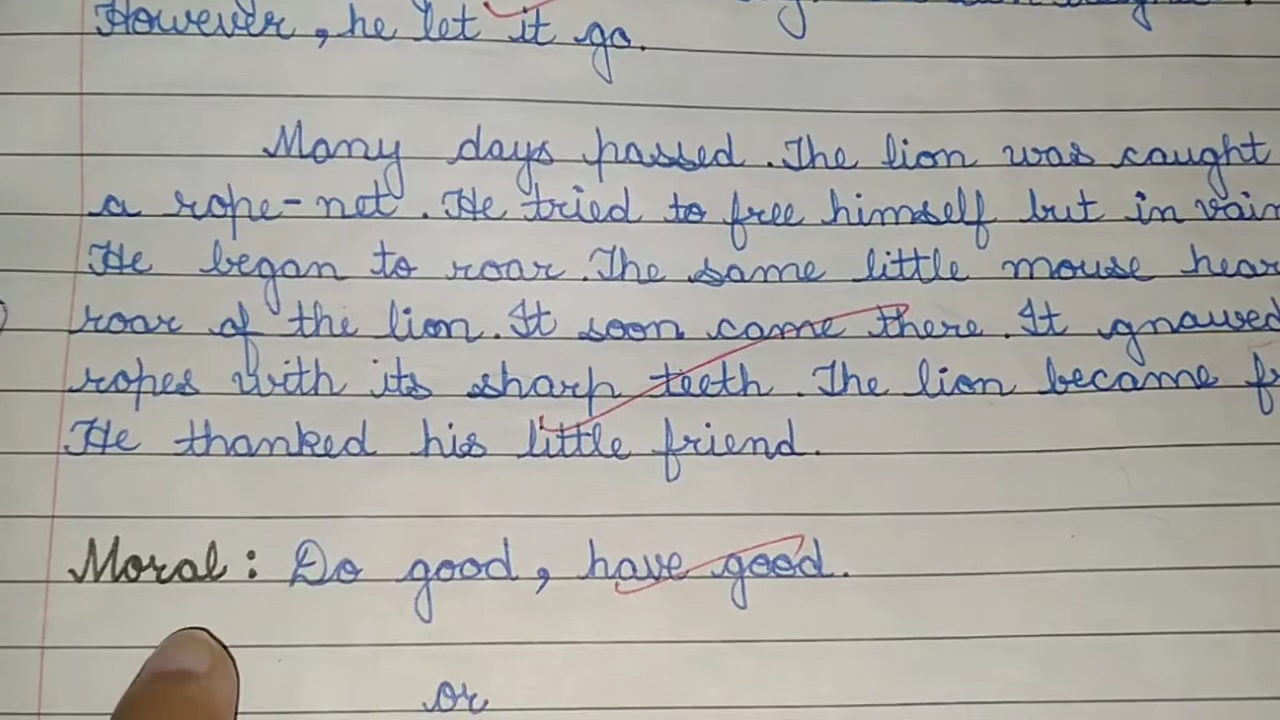 However, he let it go.
Many days passed. The lion was caught
a rope-net. He tried to free himself but in vain
He began to roar. The same little mouse hear
roar of the lion. It soon came there. It gnawed
ropes with its sharp teeth. The lion became
He thanked his little friend.
Moral: Do good, have good.
or